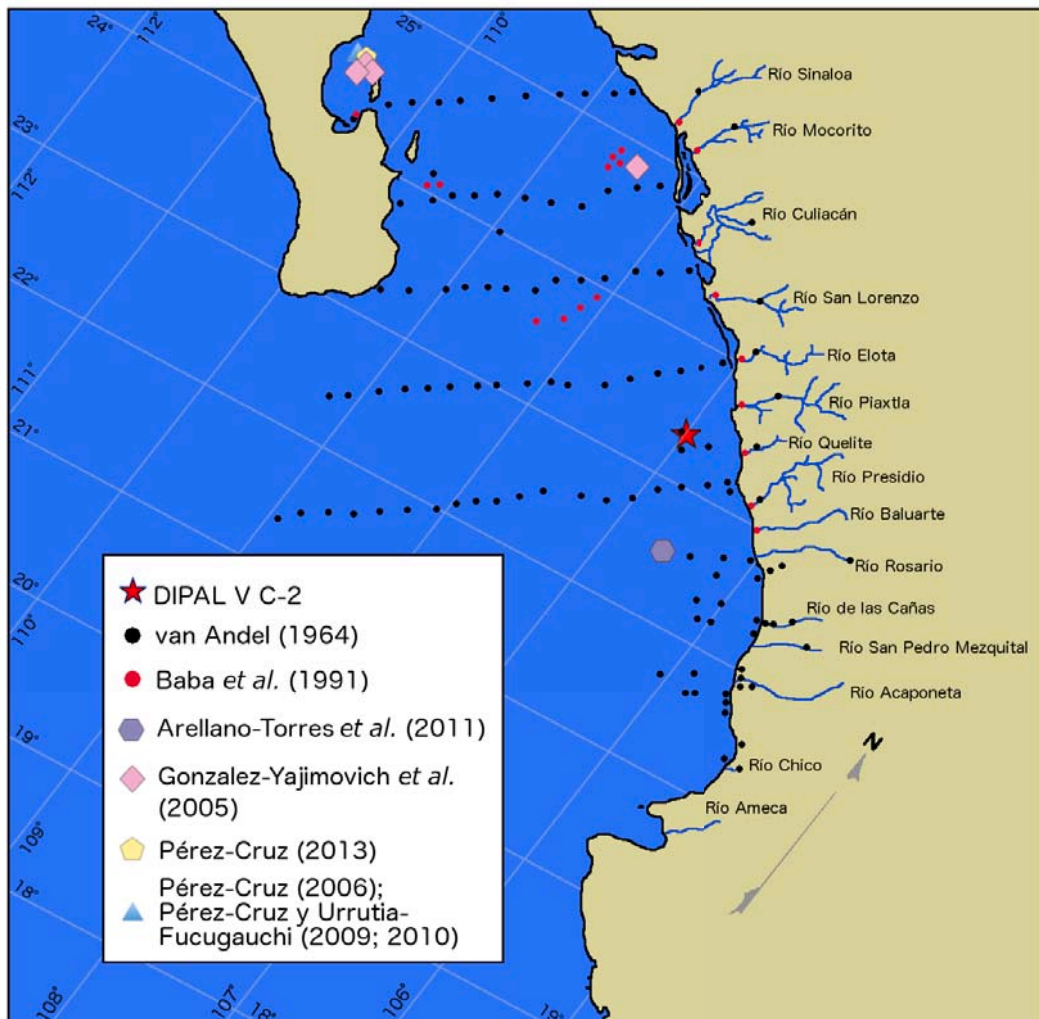 24°
112°
25°
110°
23°
112°
22°
111°
21°
20°
110°
19°
109°
18°
108°
107°
18°
106°
Río Sinaloa
Río Mocorito
Río Culiacán
Río San Lorenzo
Río Elota
Río Piaxtla
Río Quelite
Río Presidio
Río Baluarte
Río Rosario
Río de las Cañas
Río San Pedro Mezquital
Río Acaponeta
Río Chico
Río Ameca
N
DIPAL V C-2
van Andel (1964)
Baba et al. (1991)
Arellano-Torres et al. (2011)
Gonzalez-Yajimovich et al.
(2005)
Pérez-Cruz (2013)
Pérez-Cruz (2006);
Pérez-Cruz y Urrutia-
Fucugauchi (2009; 2010)